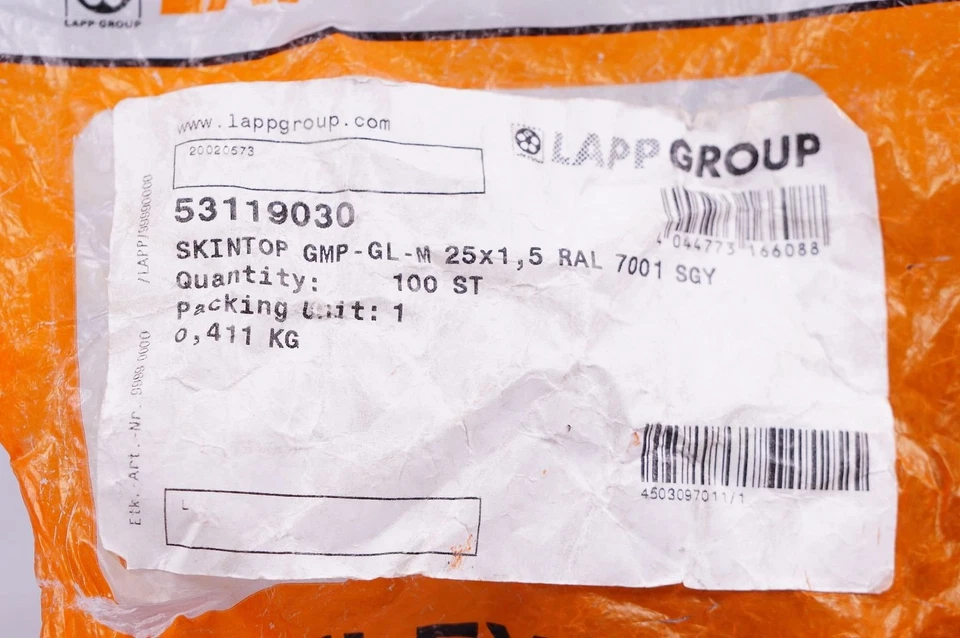 LAPP GROUP
www.lappgroup.com
LAPP GROUP
20020573
53119030
4 044773 166088
SKINTOP GMP-GL-M 25x1,5 RAL 7001 SGY
Quantity: 100 ST
Packing Unit: 1
0,411 KG
Etk.-Art.-Nr. 9999 0000
/LAPP/99990000
4503097011/1
L